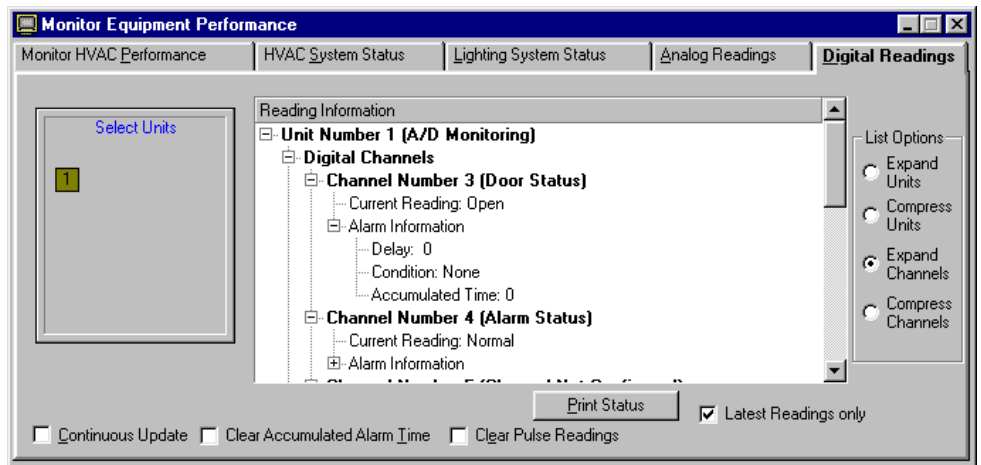 Monitor Equipment Performance
Monitor HVAC Performance
HVAC System Status
Lighting System Status
Analog Readings
Digital Readings
Select Units
1
Reading Information
Unit Number 1 (A/D Monitoring)
Digital Channels
Channel Number 3 (Door Status)
Current Reading: Open
Alarm Information
Delay: 0
Condition: None
Accumulated Time: 0
Channel Number 4 (Alarm Status)
Current Reading: Normal
Alarm Information
List Options
Expand
Units
Compress
Units
Expand
Channels
Compress
Channels
Print Status
Latest Readings only
Continuous Update
Clear Accumulated Alarm Time
Clear Pulse Readings